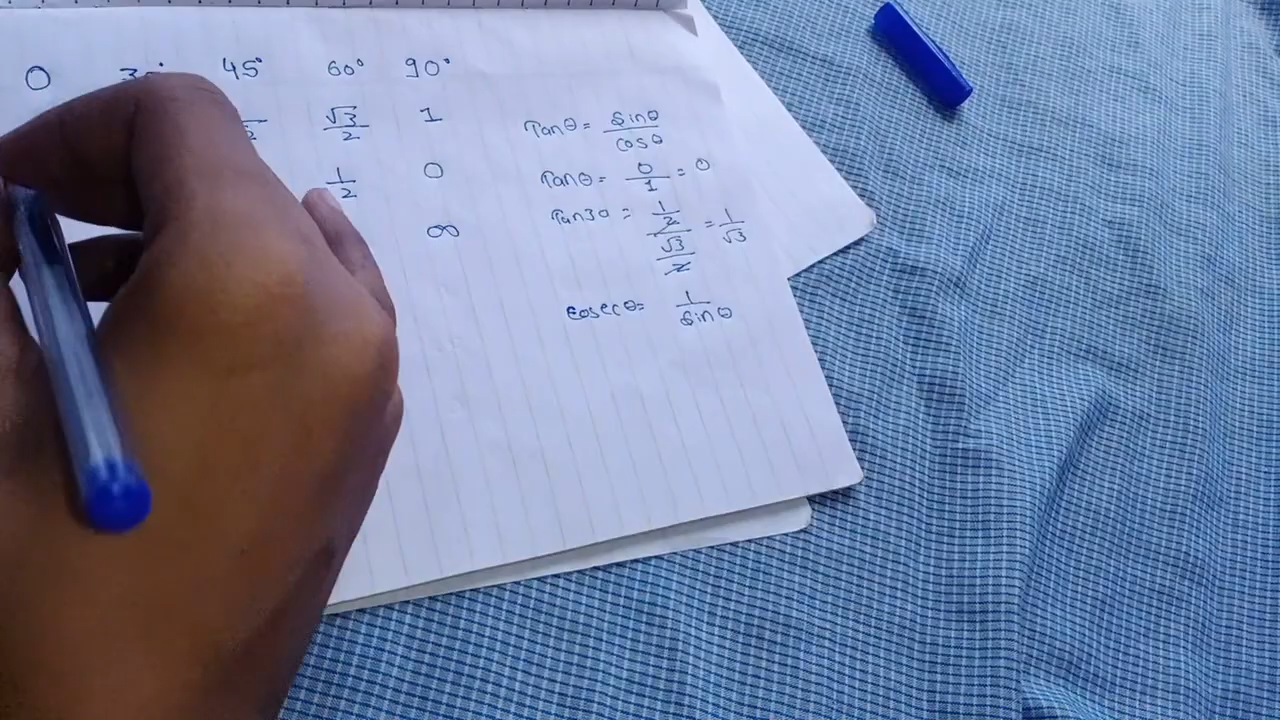 0 30° 45° 60° 90°
√3/2 1
1/2 0
∞
Tanθ = sinθ/cosθ
Tanθ = 0/1 = 0
Tan30 = 1/2/√3/2 = 1/√3
cosecθ = 1/sinθ